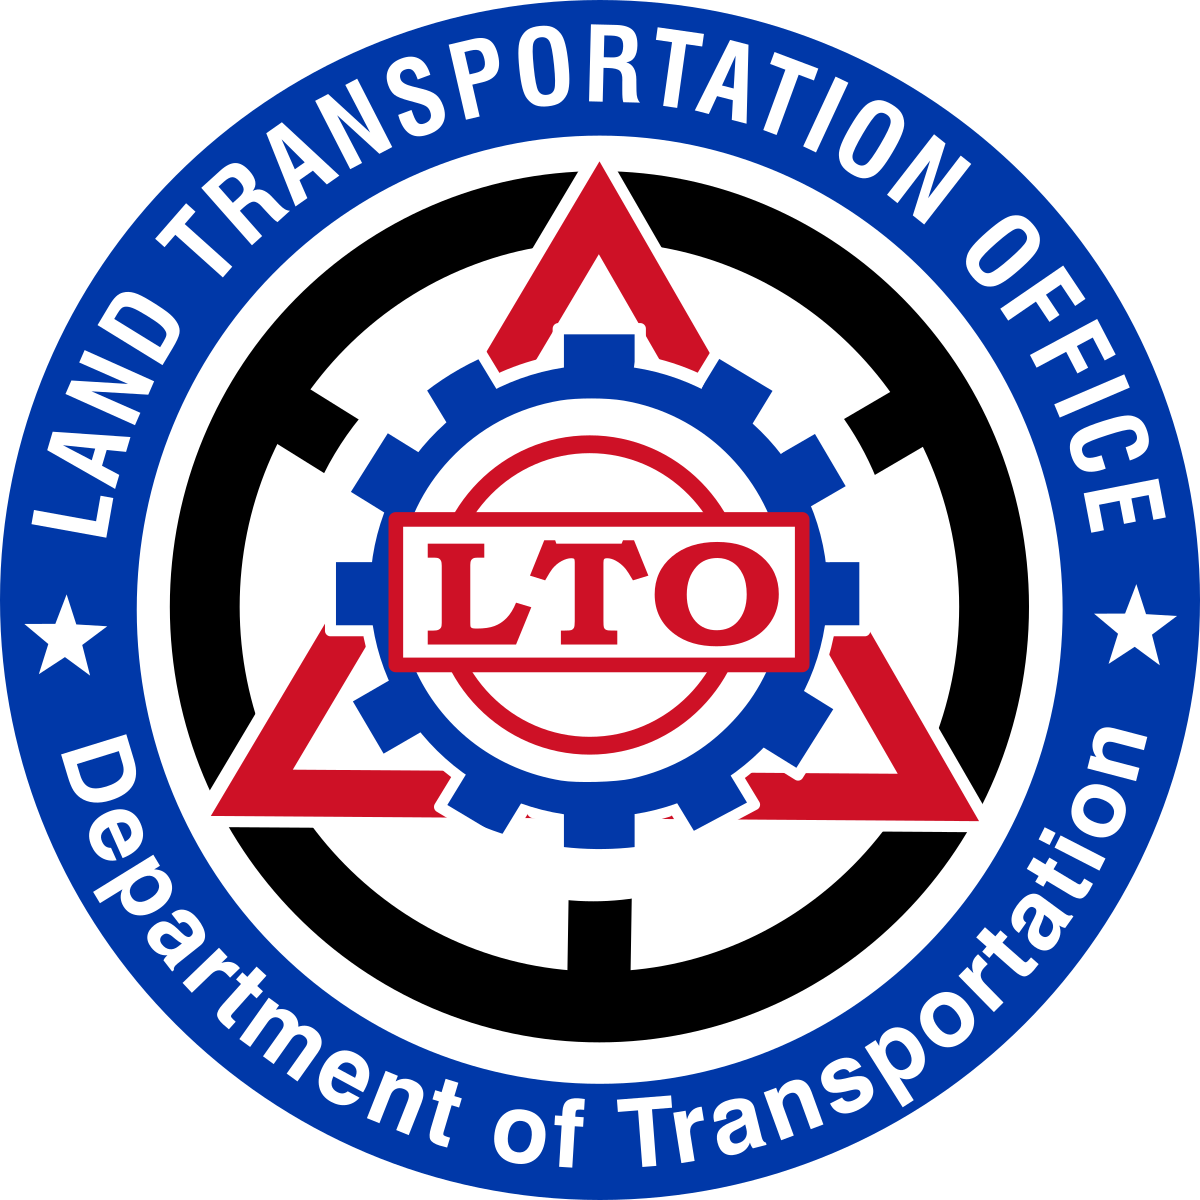 LAND TRANSPORTATION OFFICE
LTO
Department of Transportation